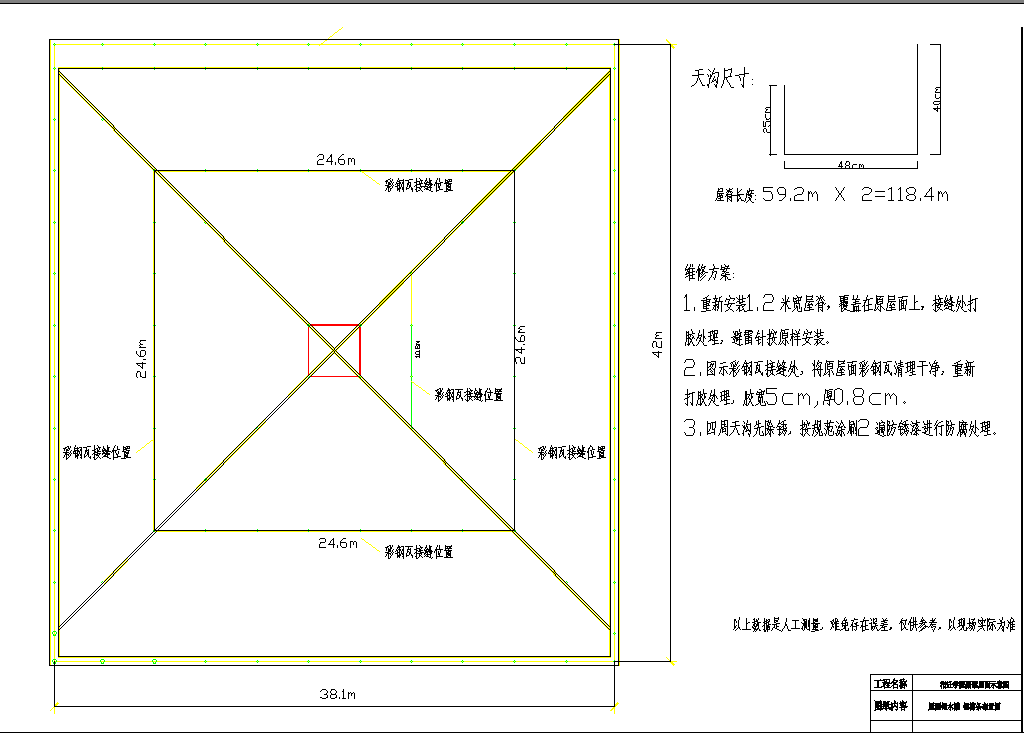 天沟尺寸:
25cm
40cm
48cm
屋脊长度: 59.2m X 2=118.4m
24.6m
彩钢瓦接缝位置
维修方案:
1.重新安装1.2米宽屋脊，覆盖在原屋面上，接缝处打
胶处理，避雷针按原样安装。
2.图示彩钢瓦接缝处，将原屋面彩钢瓦清理干净，重新
打胶处理，胶宽5cm,厚0.8cm。
3.四周天沟先除锈，按规范涂刷2遍防锈漆进行防腐处理。
24.6m
24.6m
42m
彩钢瓦接缝位置
彩钢瓦接缝位置
彩钢瓦接缝位置
24.6m
彩钢瓦接缝位置
以上数据是人工测量，难免存在误差，仅供参考，以现场实际为准
38.1m
工程名称
图纸内容